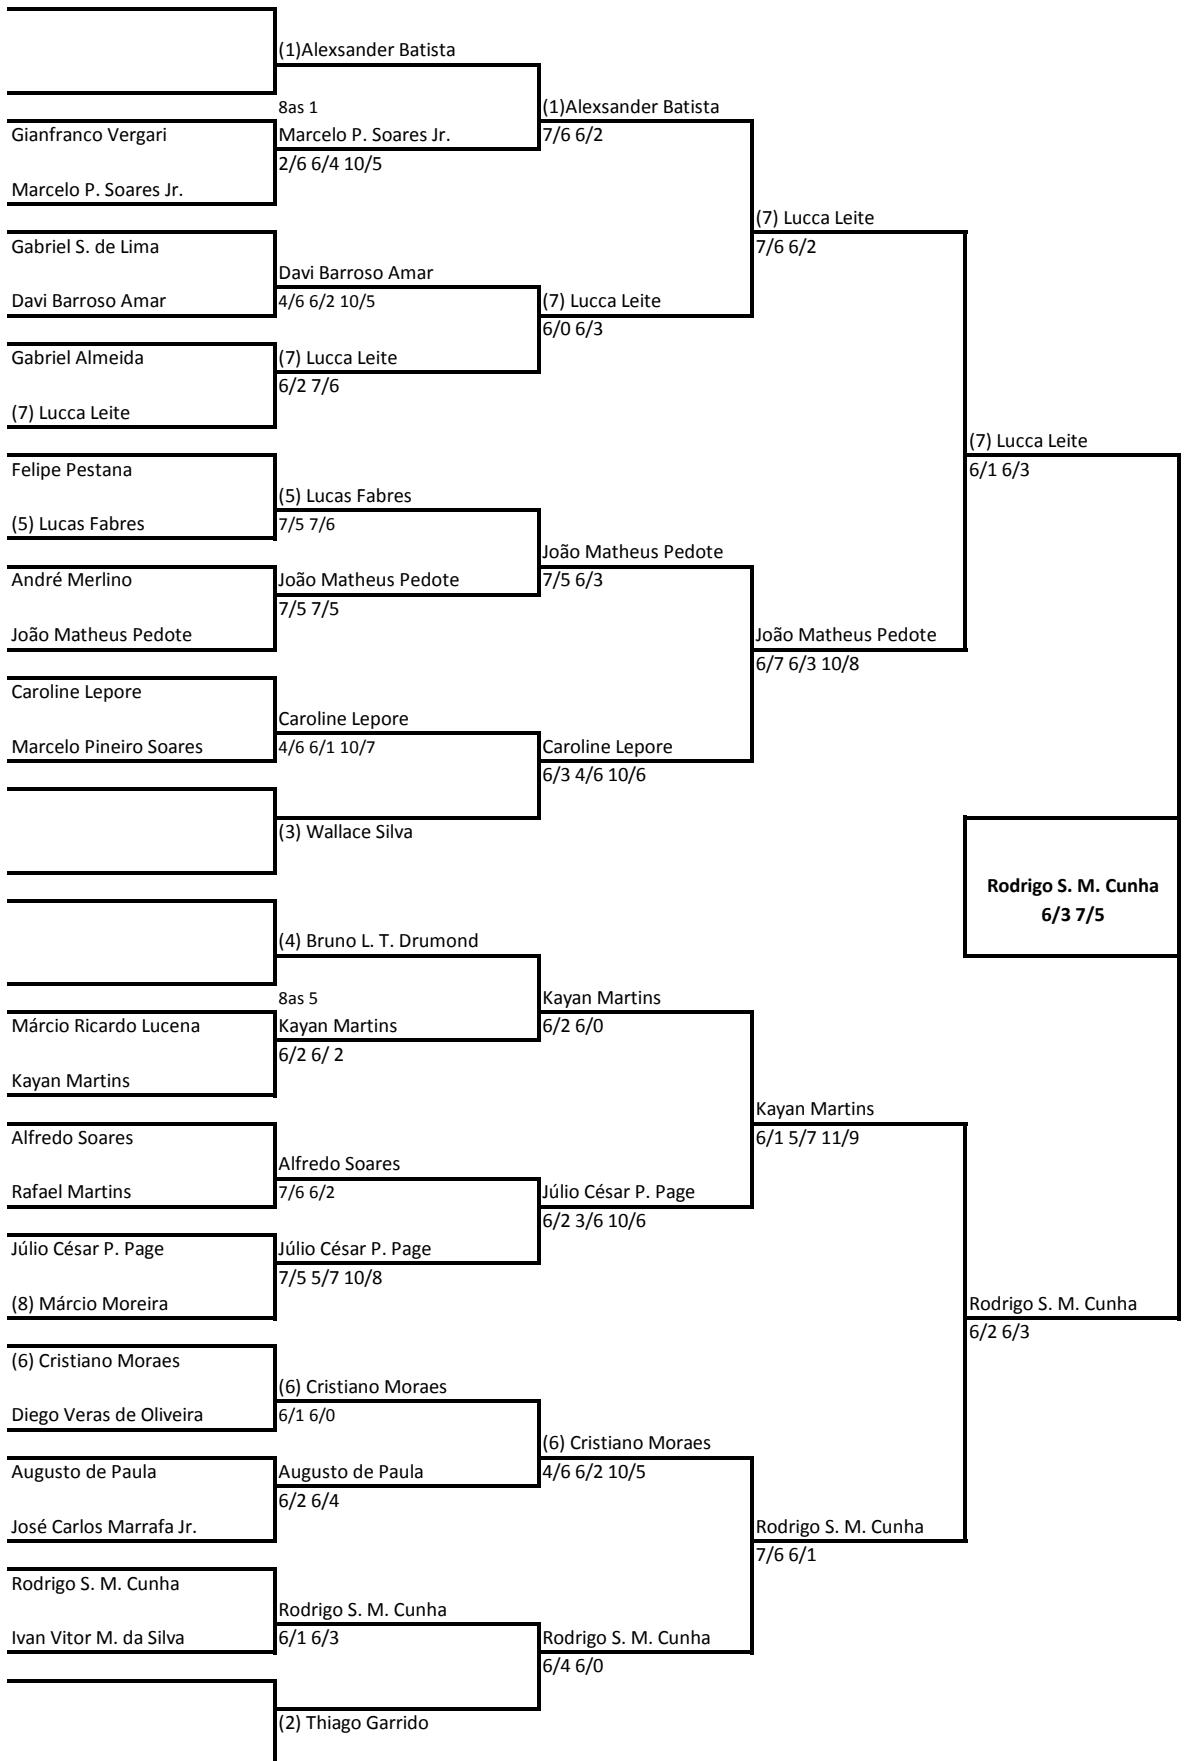 (1)Alexsander Batista
8as 1
(1)Alexsander Batista
Gianfranco Vergari
Marcelo P. Soares Jr.
7/6 6/2
2/6 6/4 10/5
Marcelo P. Soares Jr.
(7) Lucca Leite
Gabriel S. de Lima
7/6 6/2
Davi Barroso Amar
Davi Barroso Amar
4/6 6/2 10/5
(7) Lucca Leite
6/0 6/3
Gabriel Almeida
(7) Lucca Leite
6/2 7/6
(7) Lucca Leite
(7) Lucca Leite
Felipe Pestana
6/1 6/3
(5) Lucas Fabres
(5) Lucas Fabres
7/5 7/6
João Matheus Pedote
André Merlino
João Matheus Pedote
7/5 6/3
7/5 7/5
João Matheus Pedote
João Matheus Pedote
6/7 6/3 10/8
Caroline Lepore
Caroline Lepore
Marcelo Pineiro Soares
4/6 6/1 10/7
Caroline Lepore
6/3 4/6 10/6
(3) Wallace Silva
Rodrigo S. M. Cunha
6/3 7/5
(4) Bruno L. T. Drumond
8as 5
Kayan Martins
Márcio Ricardo Lucena
Kayan Martins
6/2 6/0
6/2 6/ 2
Kayan Martins
Kayan Martins
Alfredo Soares
6/1 5/7 11/9
Alfredo Soares
Rafael Martins
7/6 6/2
Júlio César P. Page
6/2 3/6 10/6
Júlio César P. Page
Júlio César P. Page
7/5 5/7 10/8
(8) Márcio Moreira
Rodrigo S. M. Cunha
6/2 6/3
(6) Cristiano Moraes
(6) Cristiano Moraes
Diego Veras de Oliveira
6/1 6/0
(6) Cristiano Moraes
Augusto de Paula
Augusto de Paula
4/6 6/2 10/5
6/2 6/4
José Carlos Marrafa Jr.
Rodrigo S. M. Cunha
7/6 6/1
Rodrigo S. M. Cunha
Rodrigo S. M. Cunha
Ivan Vitor M. da Silva
6/1 6/3
Rodrigo S. M. Cunha
6/4 6/0
(2) Thiago Garrido